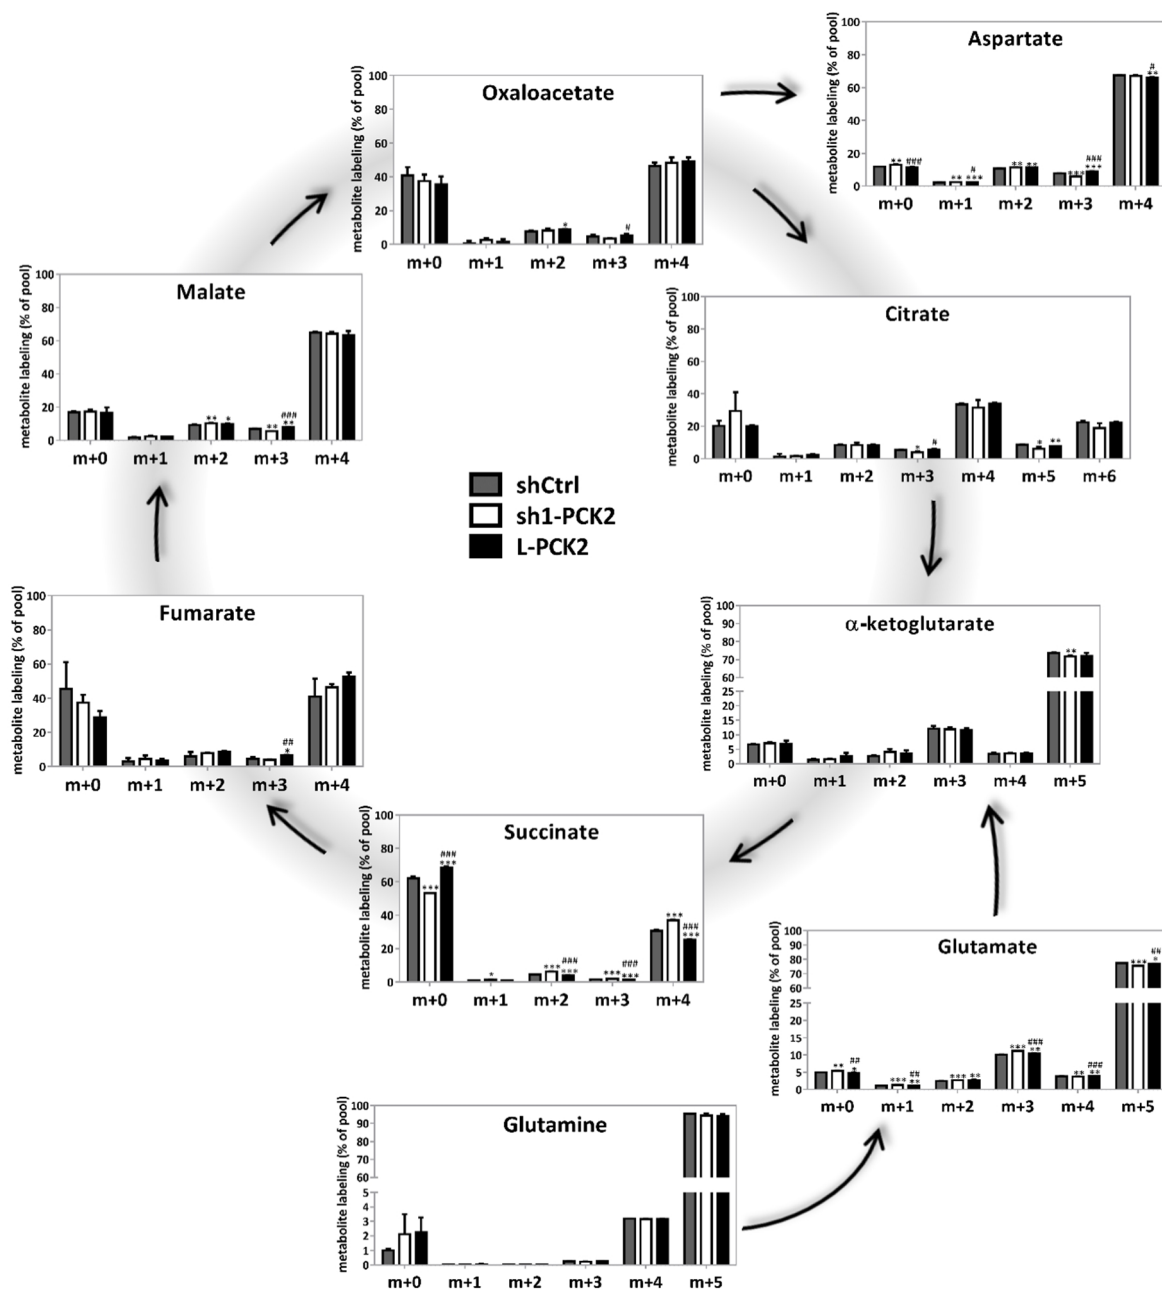 Aspartate
metabolite labeling (% of pool)
100
80
60
40
20
0
** ### ** # *** ** ** *** ### *** # **
m+0 m+1 m+2 m+3 m+4
Oxaloacetate
metabolite labeling (% of pool)
100
80
60
40
20
0
* #
m+0 m+1 m+2 m+3 m+4
Malate
metabolite labeling (% of pool)
100
80
60
40
20
0
** * ** ### **
m+0 m+1 m+2 m+3 m+4
Citrate
metabolite labeling (% of pool)
100
80
60
40
20
0
* # * **
m+0 m+1 m+2 m+3 m+4 m+5 m+6
shCtrl
sh1-PCK2
L-PCK2
Fumarate
metabolite labeling (% of pool)
100
80
60
40
20
0
## *
m+0 m+1 m+2 m+3 m+4
α-ketoglutarate
metabolite labeling (% of pool)
100
90
80
70
60
25
20
15
10
5
0
**
m+0 m+1 m+2 m+3 m+4 m+5
Succinate
metabolite labeling (% of pool)
100
80
60
40
20
0
*** ### *** * *** ### *** *** ### *** *** ### ***
m+0 m+1 m+2 m+3 m+4
Glutamate
metabolite labeling (% of pool)
100
90
80
70
60
25
20
15
10
5
0
** ## * *** ## ** *** ** *** ### ** ** ### ** *** ## *
m+0 m+1 m+2 m+3 m+4 m+5
Glutamine
metabolite labeling (% of pool)
100
90
80
70
60
5
4
3
2
1
0
m+0 m+1 m+2 m+3 m+4 m+5